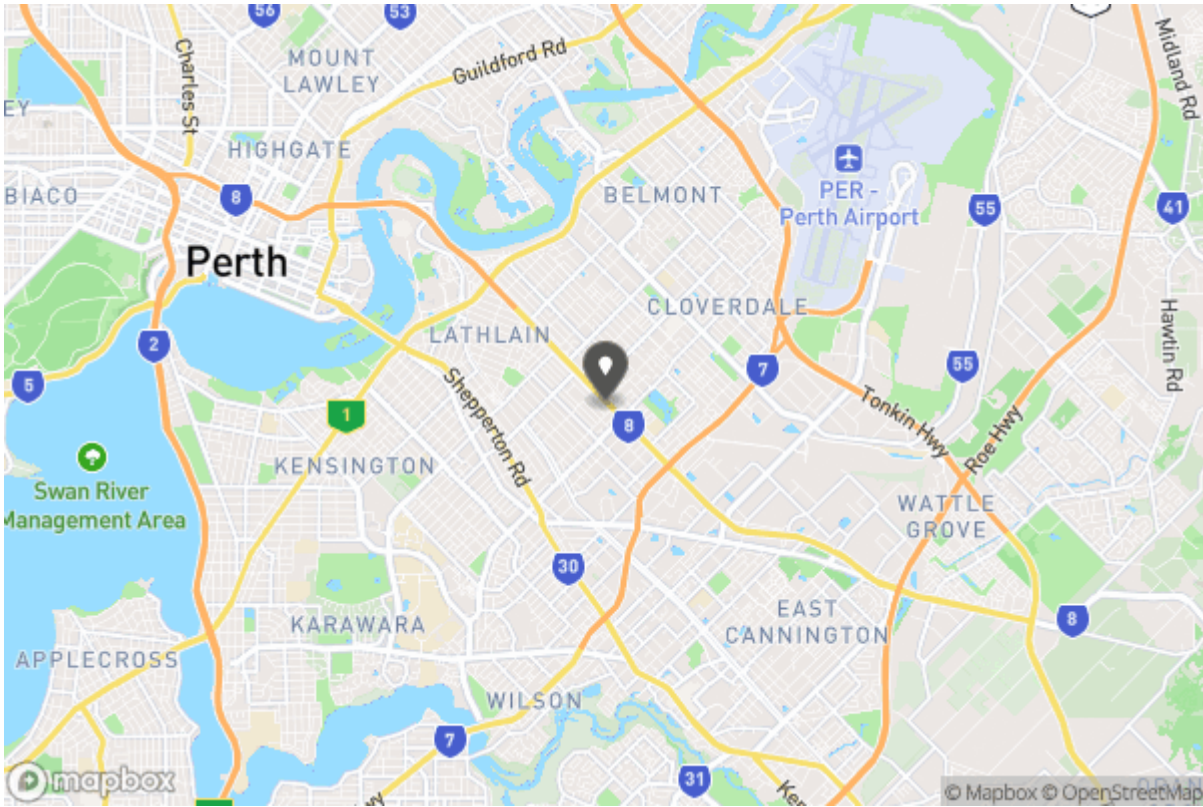 56
53
MOUNT
LAWLEY
Guildford Rd
Charles St
Midland Rd
EY
HIGHGATE
BIACO
8
BELMONT
PER -
Perth Airport
55
41
Perth
CLOVERDALE
LATHLAIN
Hawtin Rd
2
5
7
55
Shepperton Rd
1
8
Tonkin Hwy
Roe Hwy
KENSINGTON
Swan River
Management Area
WATTLE
GROVE
30
KARAWARA
EAST
CANNINGTON
8
APPLECROSS
WILSON
7
31
mapbox
© Mapbox © OpenStreetMap